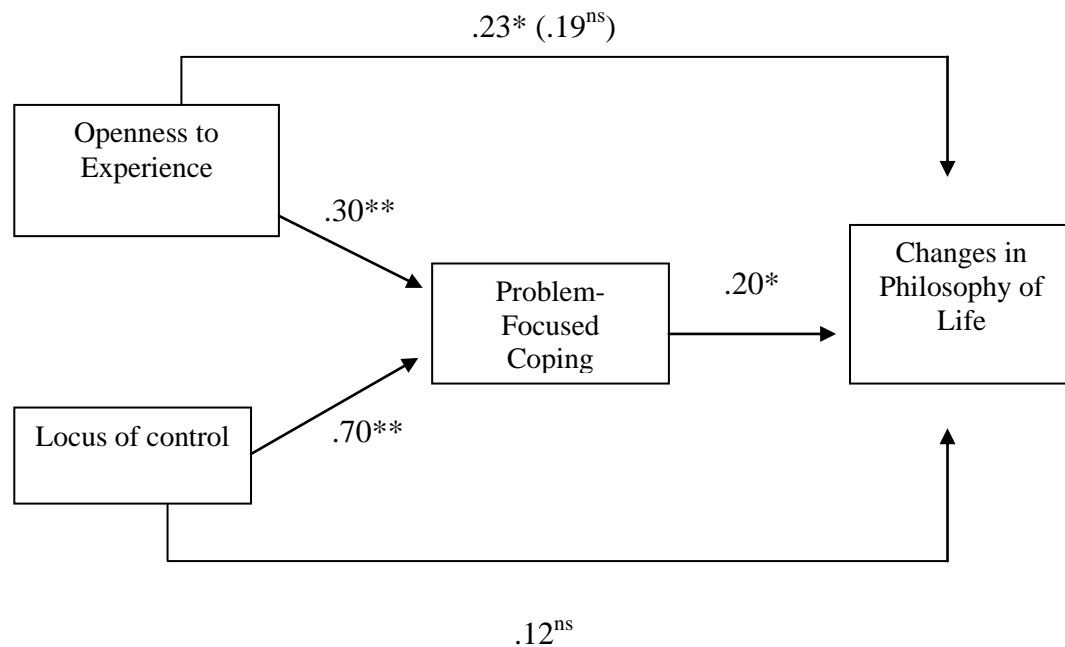 .23* (.19ns)
Openness to
Experience
.30**
Problem-
Focused
Coping
.20*
Changes in
Philosophy of
Life
Locus of control
.70**
.12ns